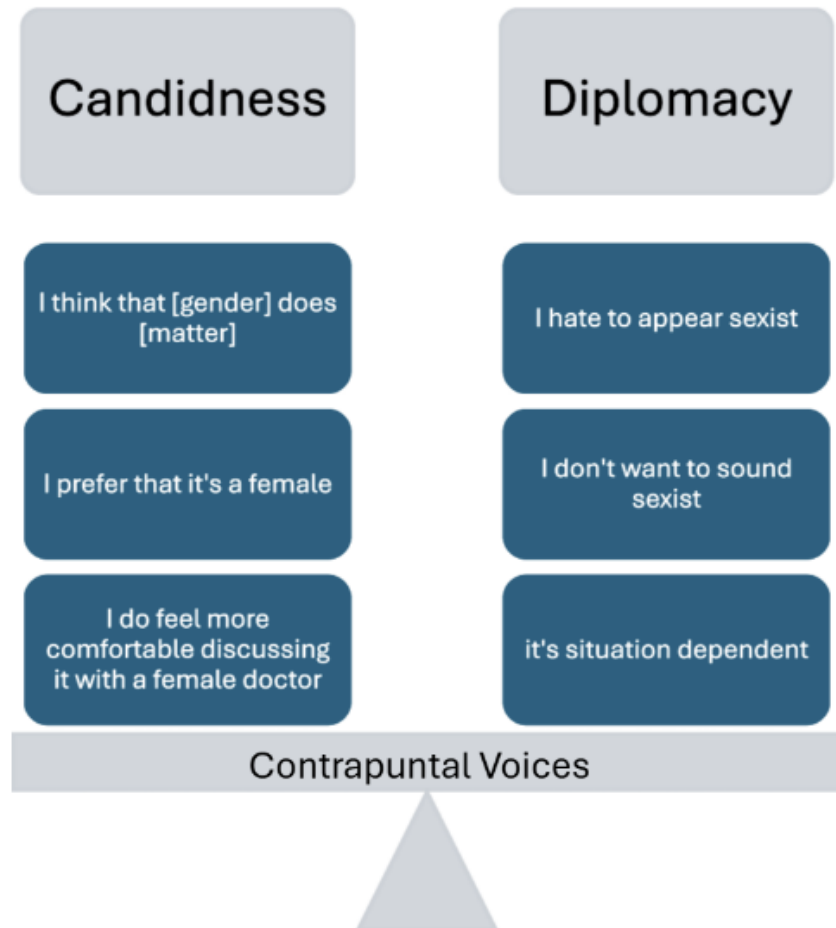 Candidness
Diplomacy
I think that [gender] does
[matter]
I hate to appear sexist
I prefer that it's a female
I don't want to sound
sexist
I do feel more
comfortable discussing
it with a female doctor
it's situation dependent
Contrapuntal Voices